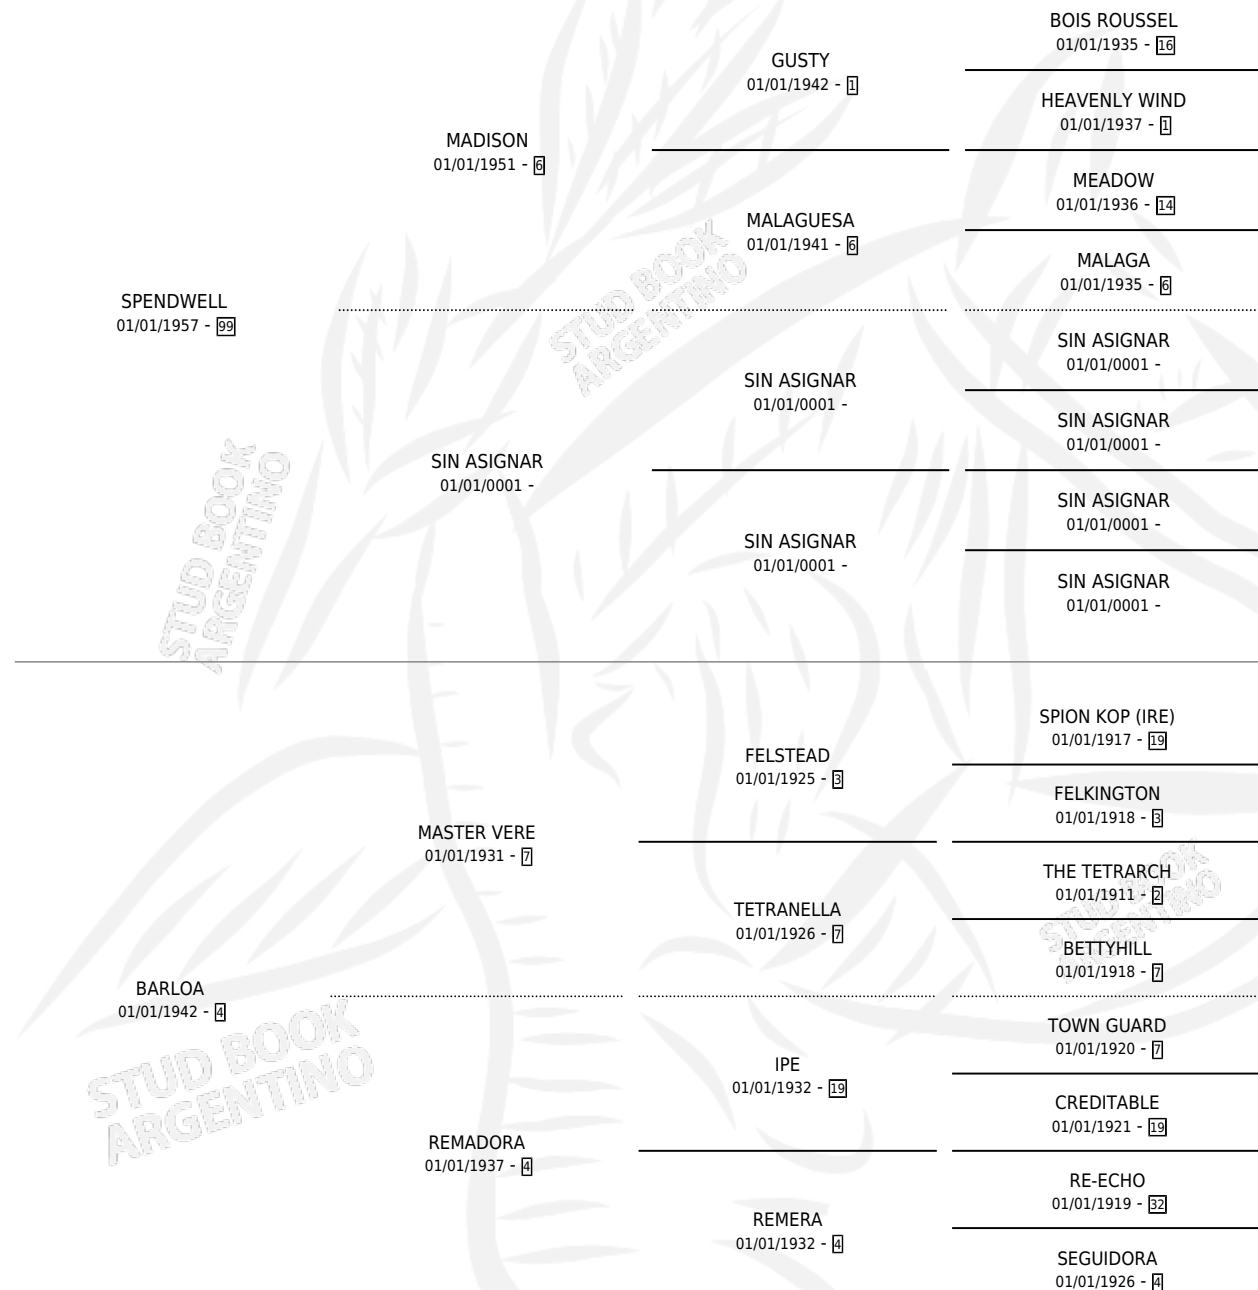 BOIS ROUSSEL
01/01/1935 - 16
GUSTY
01/01/1942 - 1
HEAVENLY WIND
01/01/1937 - 1
MADISON
01/01/1951 - 6
MEADOW
01/01/1936 - 14
MALAGUESA
01/01/1941 - 6
MALAGA
01/01/1935 - 6
SPENDWELL
01/01/1957 - 99
STUD BOOK
ARGENTINO
SIN ASIGNAR
01/01/0001 -
SIN ASIGNAR
01/01/0001 -
SIN ASIGNAR
01/01/0001 -
SIN ASIGNAR
01/01/0001 -
SIN ASIGNAR
01/01/0001 -
SIN ASIGNAR
01/01/0001 -
SIN ASIGNAR
01/01/0001 -
STUD BOOK
ARGENTINO
SPION KOP (IRE)
01/01/1917 - 19
FELSTEAD
01/01/1925 - 3
FELKINGTON
01/01/1918 - 3
MASTER VERE
01/01/1931 - 7
THE TETRARCH
01/01/1911 - 2
TETRANELLA
01/01/1926 - 7
STUD BOOK
ARGENTINO
BETTYHILL
01/01/1918 - 7
BARLOA
01/01/1942 - 4
TOWN GUARD
01/01/1920 - 7
IPE
01/01/1932 - 19
STUD BOOK
ARGENTINO
CREDITABLE
01/01/1921 - 19
REMADORA
01/01/1937 - 4
RE-ECHO
01/01/1919 - 32
REMERA
01/01/1932 - 4
SEGUIDORA
01/01/1926 - 4